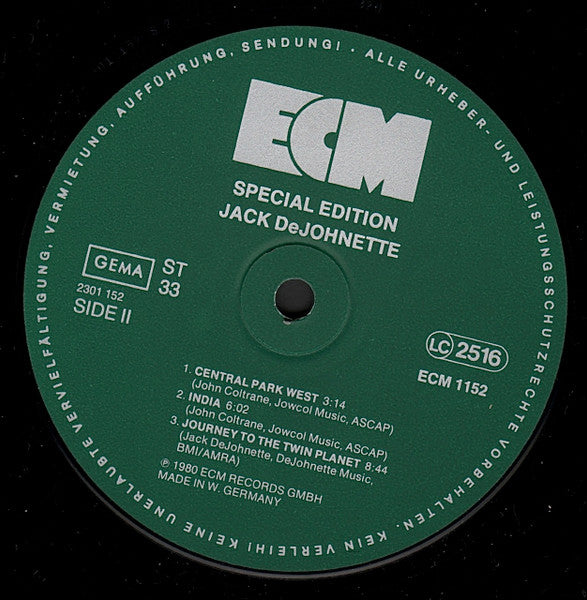 ECM
SPECIAL EDITION
JACK DeJOHNETTE
GEMA
ST
33
2301 152
SIDE II
LC 2516
ECM 1152
1. CENTRAL PARK WEST 3:14
(John Coltrane, Jowcol Music, ASCAP)
2. INDIA 6:02
(John Coltrane, Jowcol Music, ASCAP)
3. JOURNEY TO THE TWIN PLANET 8:44
(Jack DeJohnette, DeJohnette Music,
BMI/AMRA)
℗ 1980 ECM RECORDS GMBH
MADE IN W. GERMANY
ALLE URHEBER- UND LEISTUNGSSCHUTZRECHTE VORBEHALTEN. KEIN VERLEIH! KEINE UNERLAUBTE VERVIELFÄLTIGUNG, VERMIETUNG, AUFFÜHRUNG, SENDUNG! ·